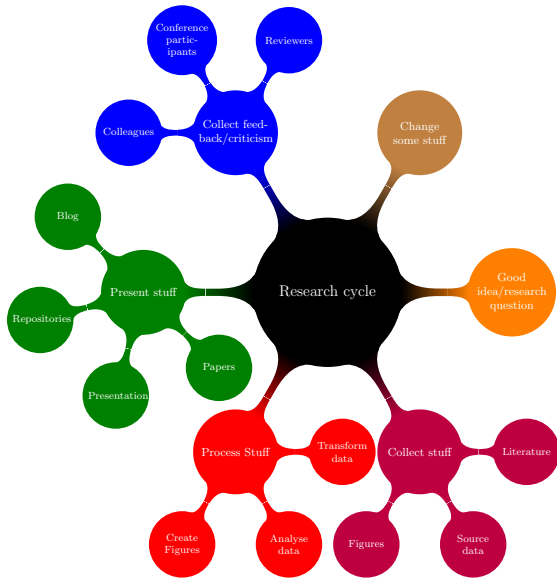 Conference
partic-
ipants
Reviewers
Colleagues
Collect feed-
back/criticism
Change
some stuff
Blog
Present stuff
Repositories
Presentation
Papers
Research cycle
Good
idea/research
question
Process Stuff
Transform
data
Create
Figures
Analyse
data
Collect stuff
Literature
Figures
Source
data